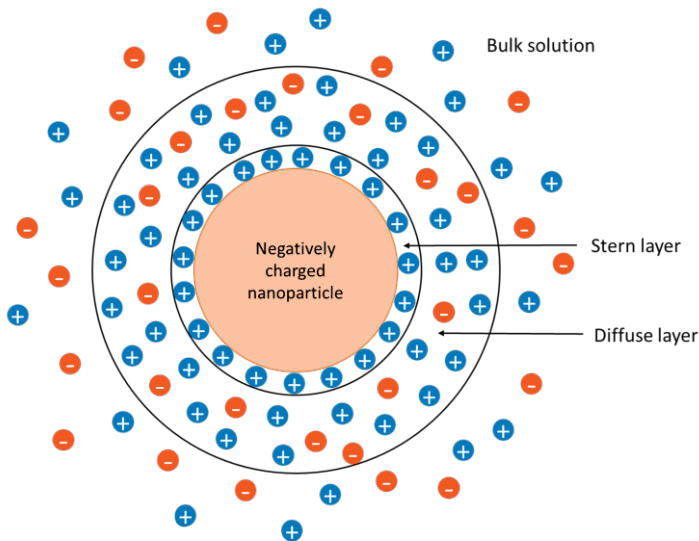 Bulk solution
Stern layer
Negatively
charged
nanoparticle
Diffuse layer